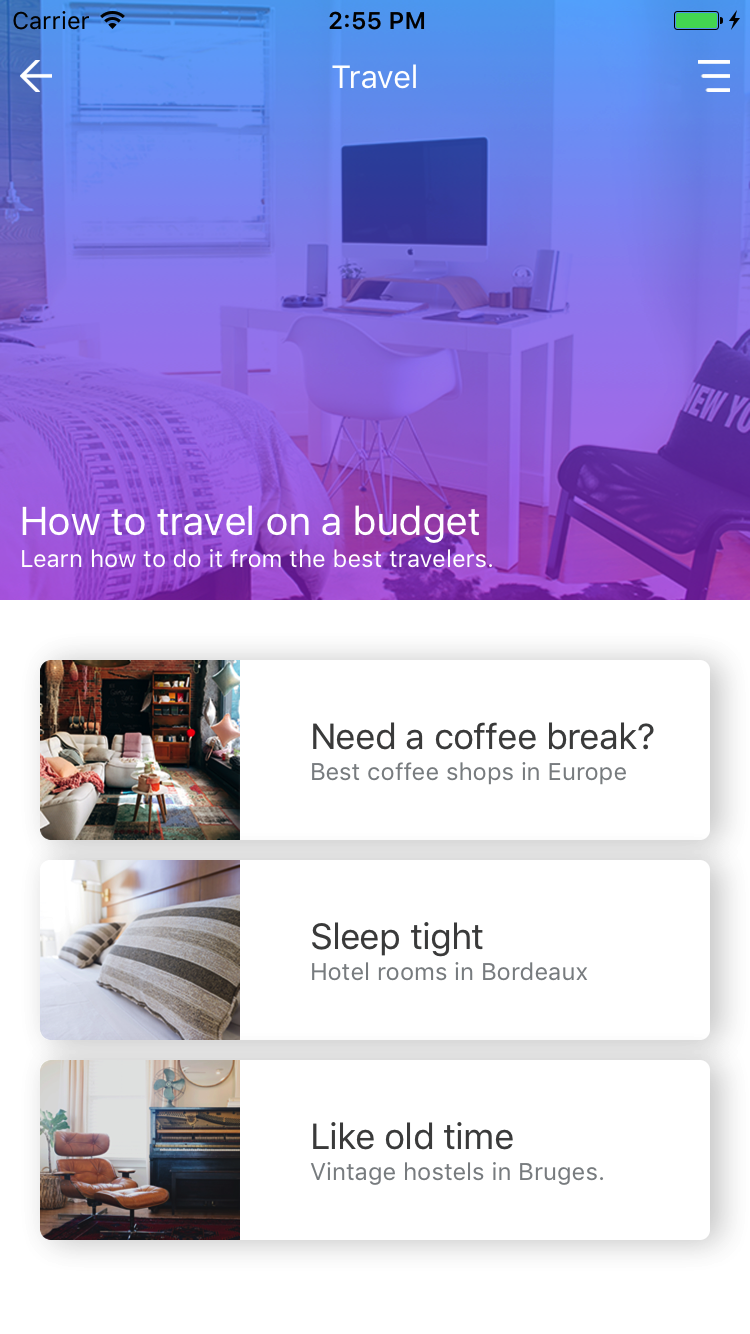 Carrier 2:55 PM
Travel
How to travel on a budget
Learn how to do it from the best travelers.
Need a coffee break?
Best coffee shops in Europe
Sleep tight
Hotel rooms in Bordeaux
Like old time
Vintage hostels in Bruges.